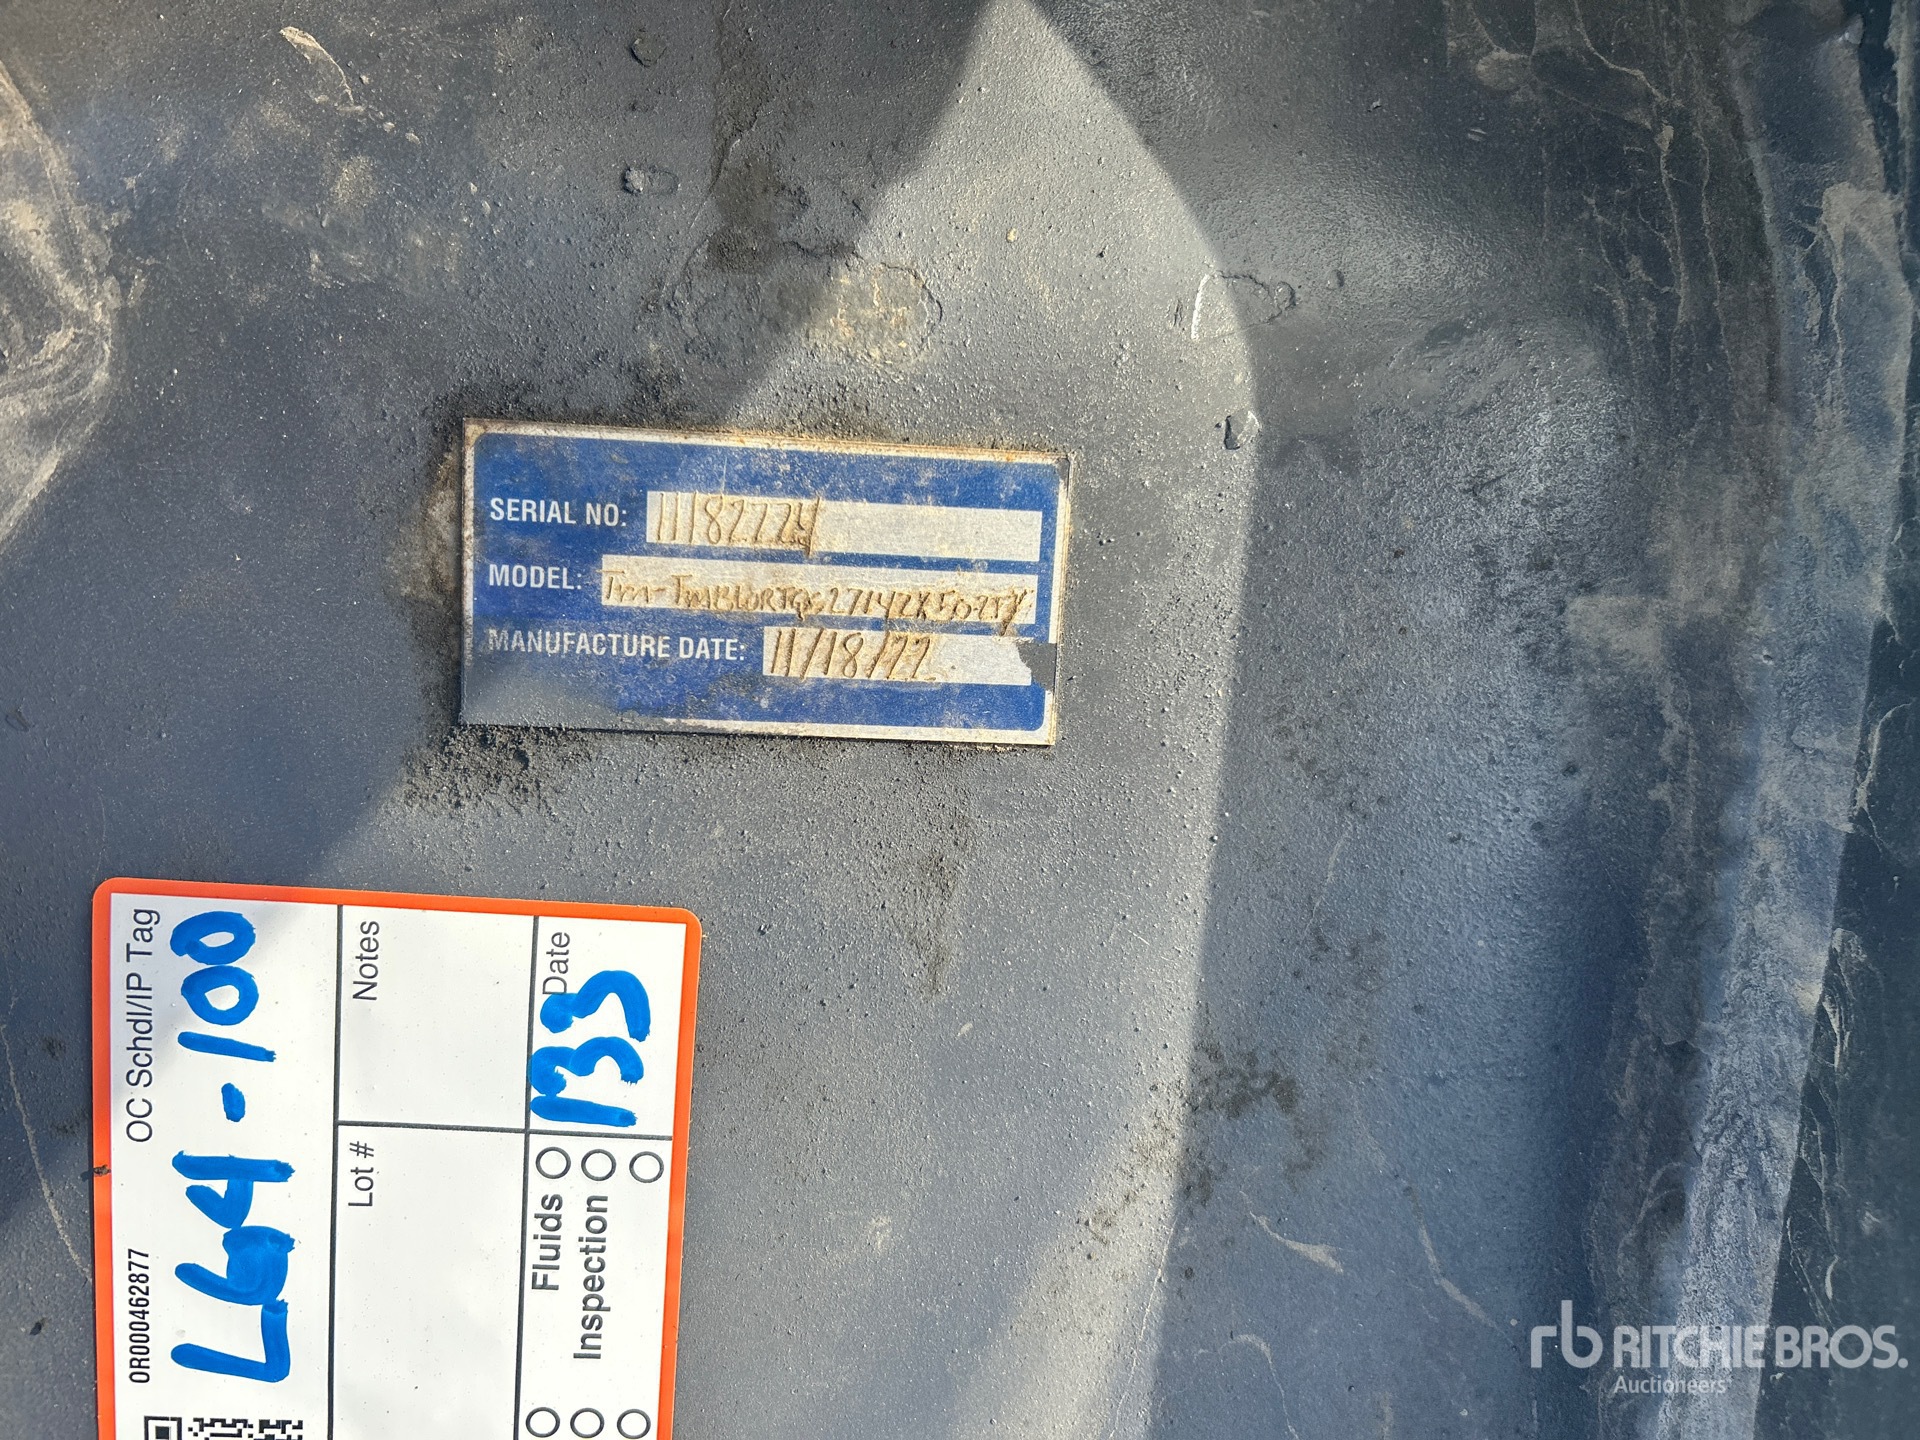 SERIAL NO: 11182224
MODEL:
MANUFACTURE DATE: 11/18/22
OC Schdl/IP Tag
0R000462877
L64-100
Notes
Lot #
Date
133
Fluids
Inspection
rb RITCHIE BROS.
Auctioneers